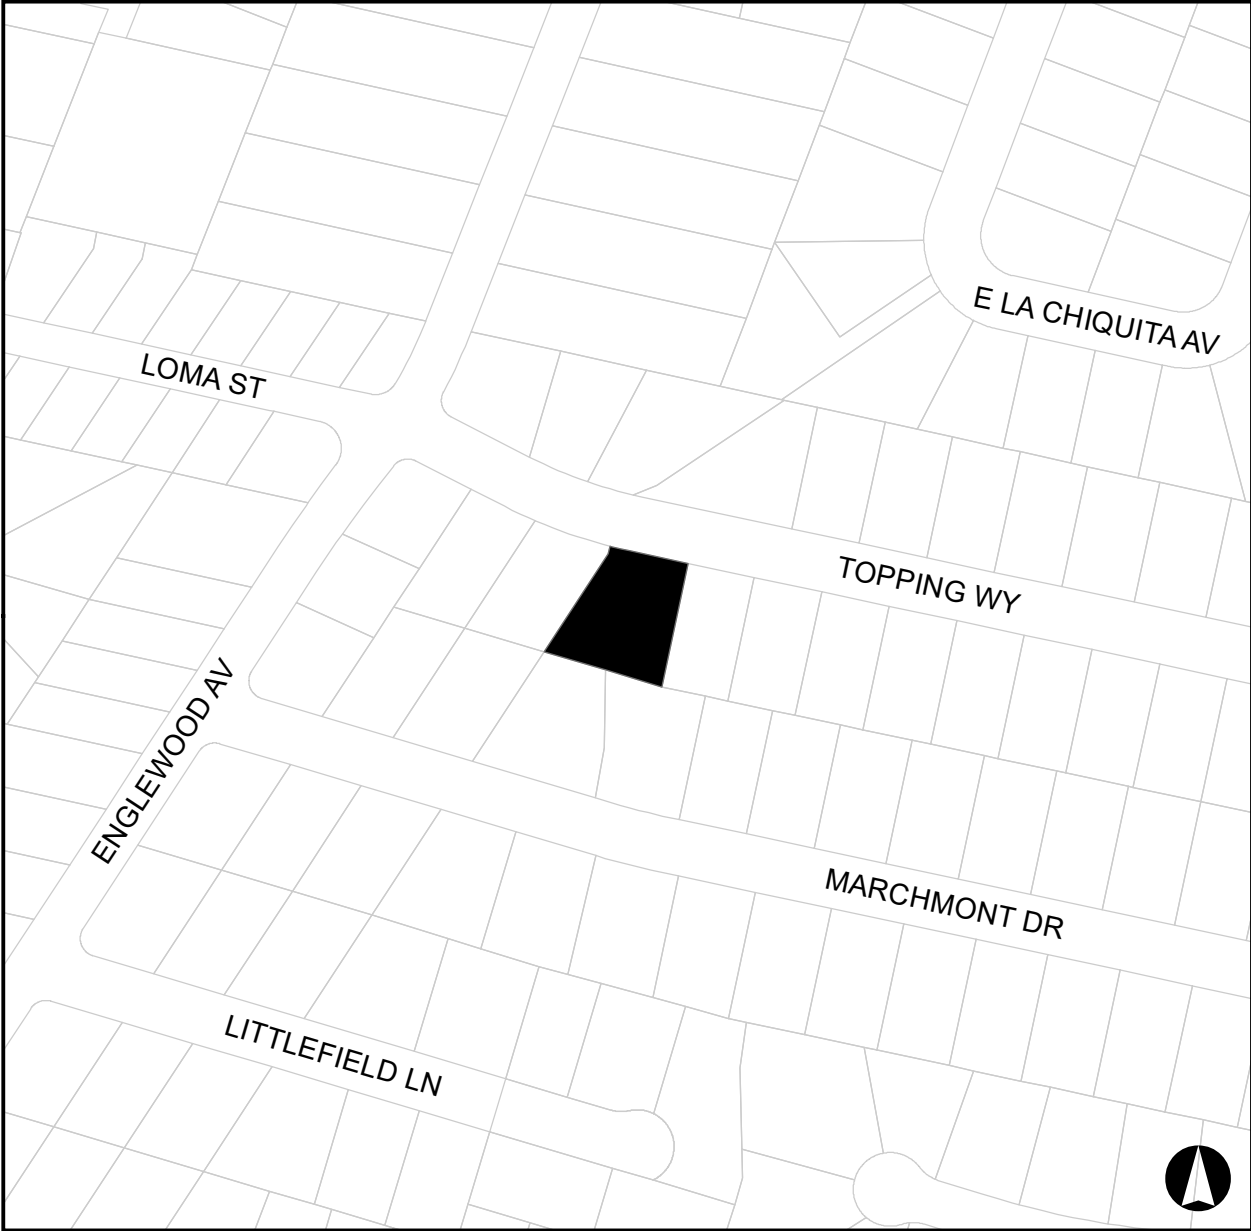 E LA CHIQUITA AV
LOMA ST
TOPPING WY
ENGLEWOOD AV
MARCHMONT DR
LITTLEFIELD LN